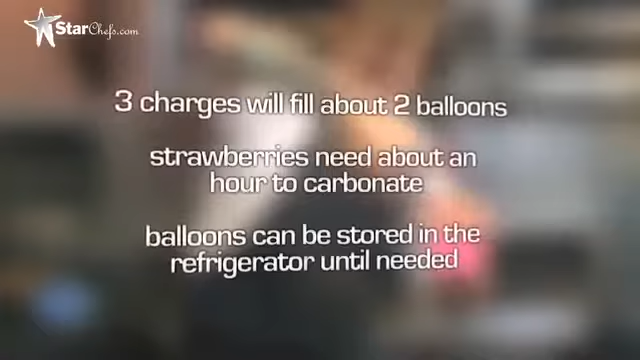 StarChefs.com
3 charges will fill about 2 balloons
strawberries need about an
hour to carbonate
balloons can be stored in the
refrigerator until needed